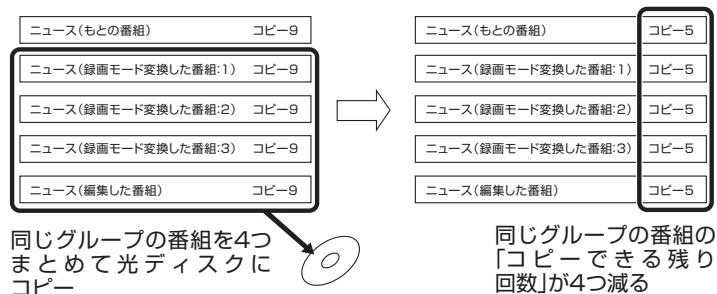 ニュース(もとの番組) コピー9
ニュース(録画モード変換した番組:1) コピー9
ニュース(録画モード変換した番組:2) コピー9
ニュース(録画モード変換した番組:3) コピー9
ニュース(編集した番組) コピー9
同じグループの番組を4つ
まとめて光ディスクに
コピー
ニュース(もとの番組) コピー5
ニュース(録画モード変換した番組:1) コピー5
ニュース(録画モード変換した番組:2) コピー5
ニュース(録画モード変換した番組:3) コピー5
ニュース(編集した番組) コピー5
同じグループの番組の
「コピーできる残り
回数」が4つ減る